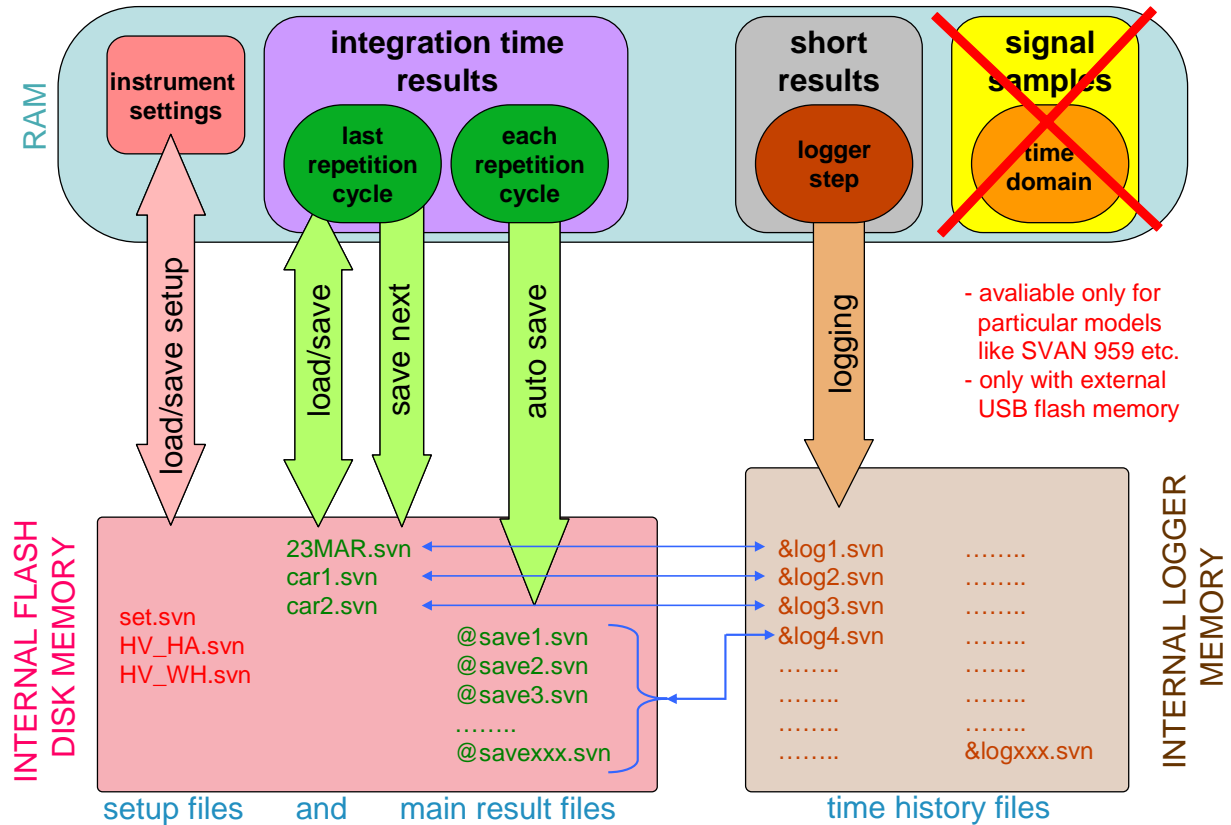 RAM
instrument
settings
integration time
results
last
repetition
cycle
each
repetition
cycle
short
results
logger
step
signal
samples
time
domain
load/save setup
load/save
save next
auto save
logging
- avaliable only for
particular models
like SVAN 959 etc.
- only with external
USB flash memory
INTERNAL FLASH
DISK MEMORY
set.svn
HV_HA.svn
HV_WH.svn
23MAR.svn
car1.svn
car2.svn
@save1.svn
@save2.svn
@save3.svn
……..
@savexxx.svn
&log1.svn
&log2.svn
&log3.svn
&log4.svn
……..
……..
……..
……..
……..
……..
……..
……..
……..
……..
……..
&logxxx.svn
INTERNAL LOGGER
MEMORY
setup files and main result files
time history files